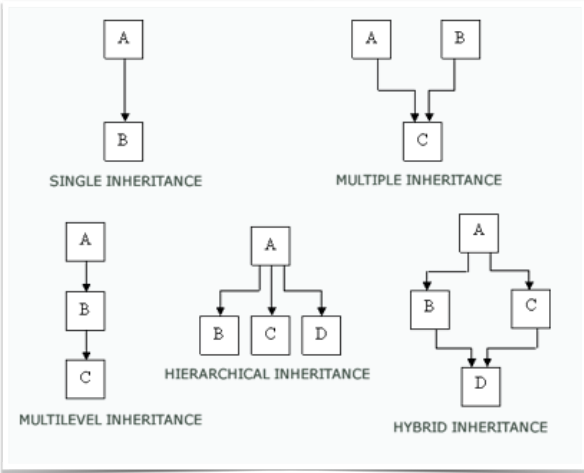 A
A B
B
C
SINGLE INHERITANCE
MULTIPLE INHERITANCE
A
B
C
MULTILEVEL INHERITANCE
A
B C D
HIERARCHICAL INHERITANCE
A
B C
D
HYBRID INHERITANCE